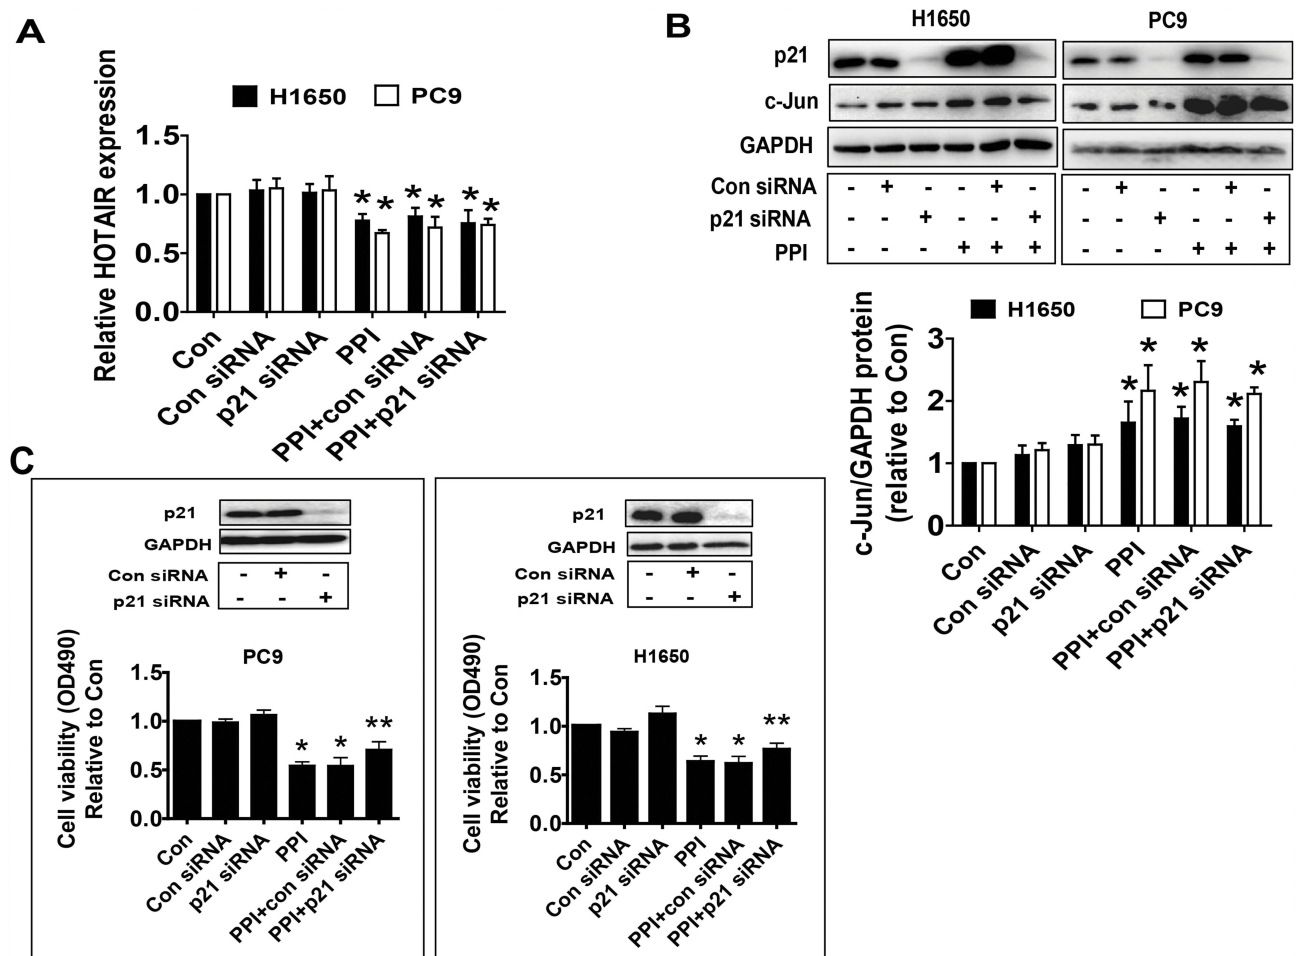 A
H1650 PC9
Relative HOTAIR expression
1.5
1.0
0.5
0.0
Con
Con siRNA
p21 siRNA
PPI
PPI+con siRNA
PPI+p21 siRNA
* * * * * *
B
H1650 PC9
p21
c-Jun
GAPDH
Con siRNA - + - - + - - + - - + -
p21 siRNA - - + - - + - - + - - +
PPI - - - + + + - - - + + +
H1650 PC9
c-Jun/GAPDH protein
(relative to Con)
3
2
1
0
* * * * * *
Con
Con siRNA
p21 siRNA
PPI
PPI+con siRNA
PPI+p21 siRNA
C
p21
GAPDH
Con siRNA - + -
p21 siRNA - - +
PC9
Cell viability (OD490)
Relative to Con
1.5
1.0
0.5
0.0
* * **
Con
Con siRNA
p21 siRNA
PPI
PPI+con siRNA
PPI+p21 siRNA
p21
GAPDH
Con siRNA - + -
p21 siRNA - - +
H1650
Cell viability (OD490)
Relative to Con
1.5
1.0
0.5
0.0
* * **
Con
Con siRNA
p21 siRNA
PPI
PPI+con siRNA
PPI+p21 siRNA